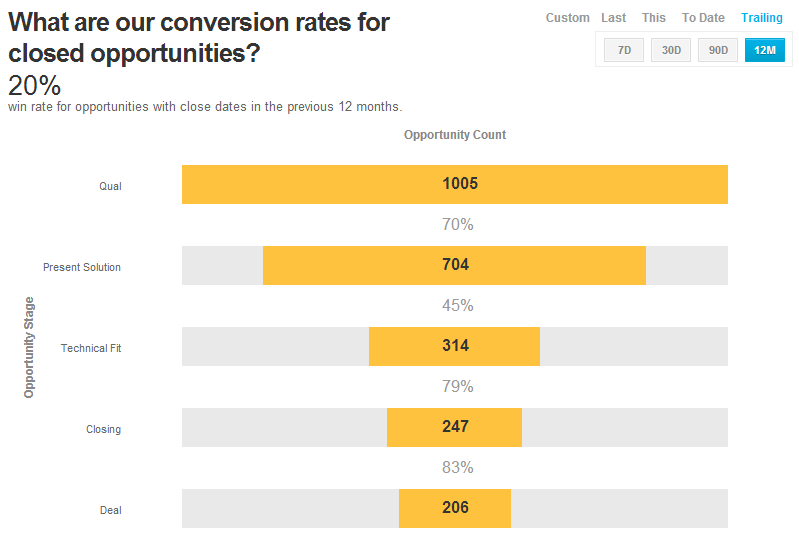 What are our conversion rates for
closed opportunities?
20%
win rate for opportunities with close dates in the previous 12 months.
Custom Last This To Date Trailing
7D 30D 90D 12M
Opportunity Count
Opportunity Stage
Qual 1005
70%
Present Solution 704
45%
Technical Fit 314
79%
Closing 247
83%
Deal 206